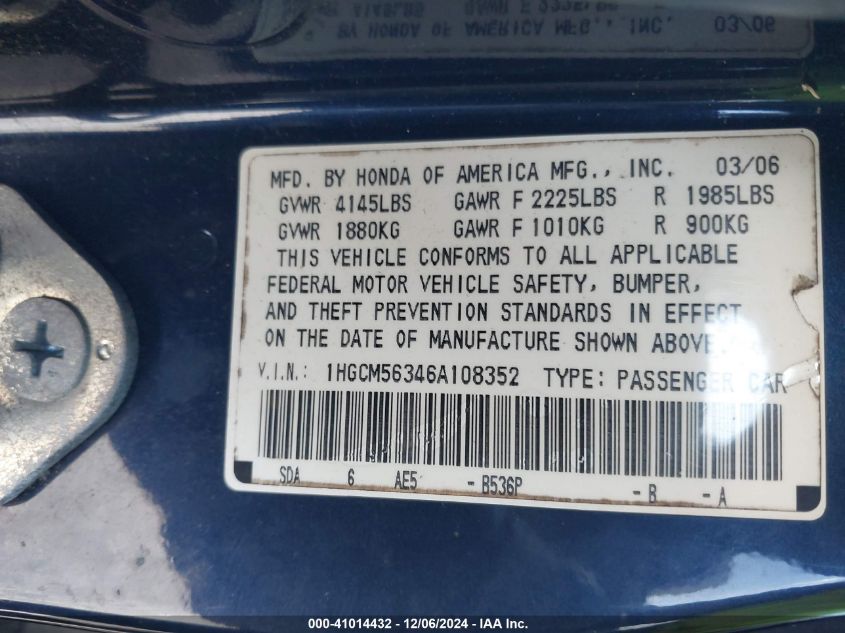 MFD. BY HONDA OF AMERICA MFG., INC. 03/06
GVWR 4145LBS GAWR F 2225LBS R 1985LBS
GVWR 1880KG GAWR F 1010KG R 900KG
THIS VEHICLE CONFORMS TO ALL APPLICABLE
FEDERAL MOTOR VEHICLE SAFETY, BUMPER,
AND THEFT PREVENTION STANDARDS IN EFFECT
ON THE DATE OF MANUFACTURE SHOWN ABOVE.
V.I.N.: 1HGCM56346A108352 TYPE: PASSENGER CAR
SDA 6 AE5 - B536P - B - A
000-41014432 - 12/06/2024 - IAA Inc.